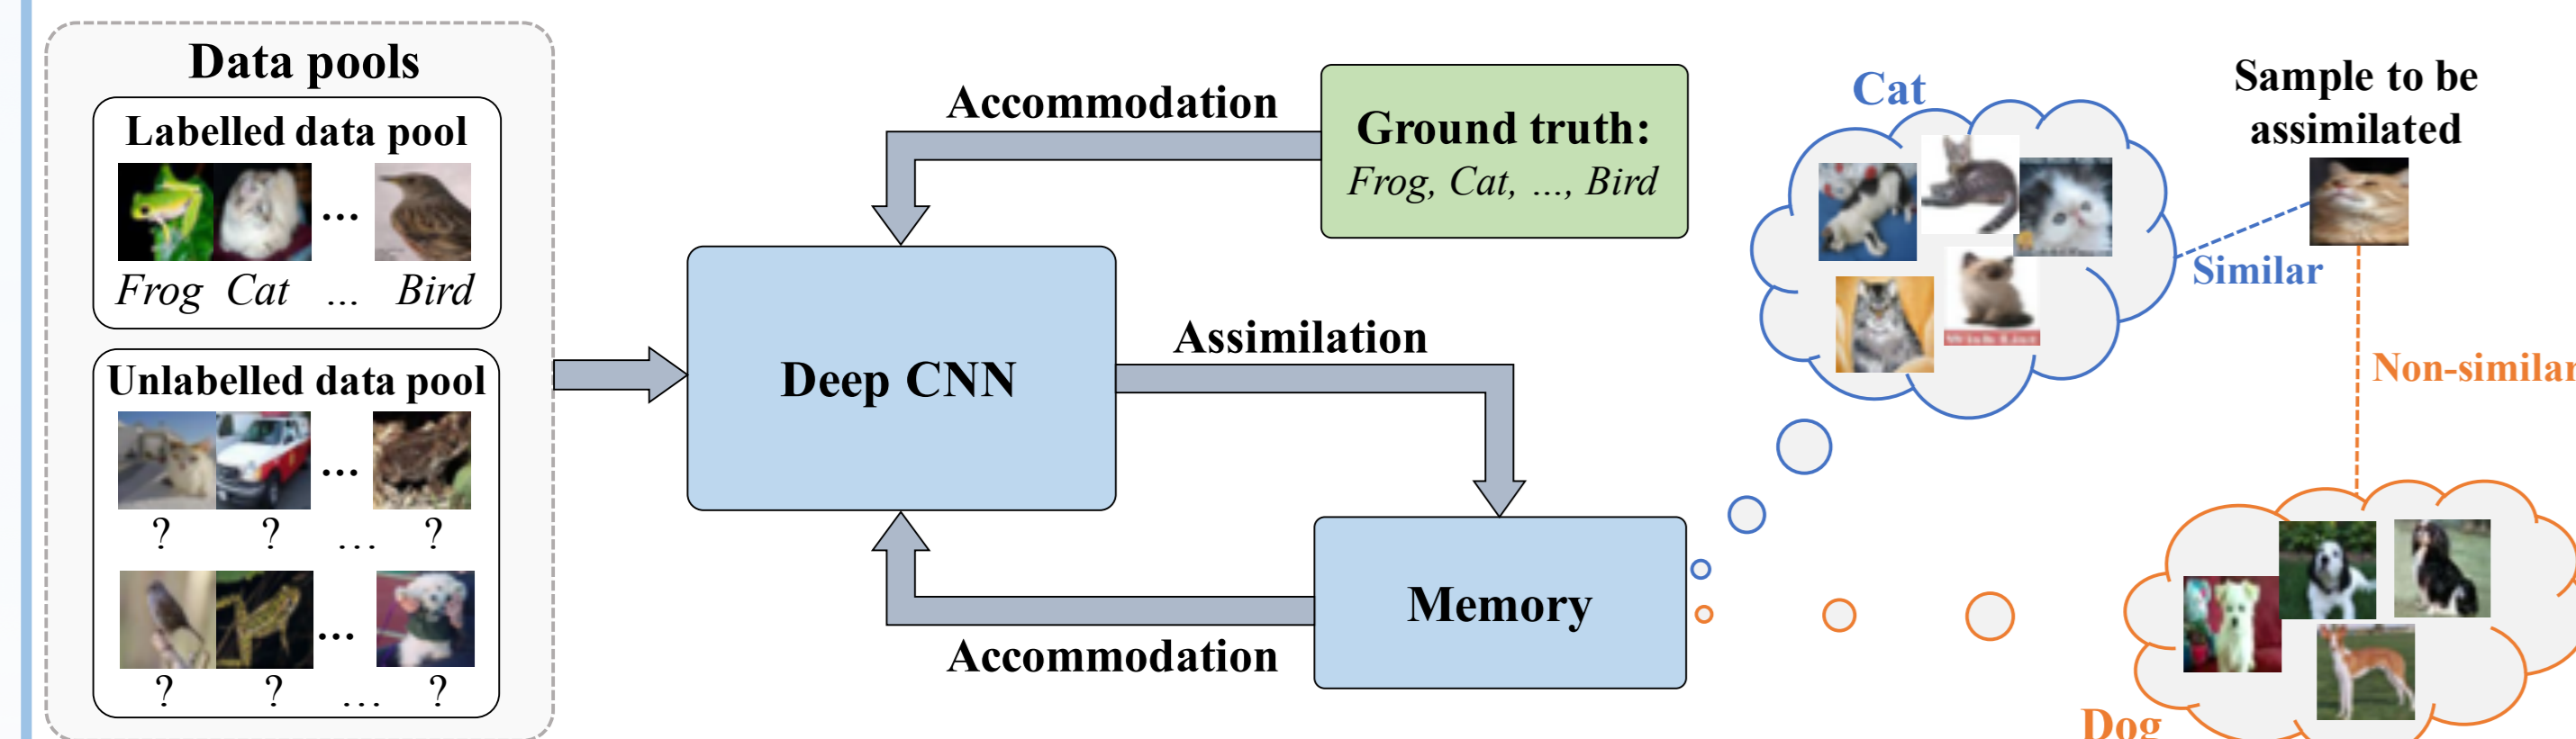 Data pools
Labelled data pool
...
Frog Cat ... Bird
Unlabelled data pool
...
? ? ... ?
...
? ? ... ?
Accommodation
Ground truth:
Frog, Cat, ..., Bird
Deep CNN
Assimilation
Memory
Accommodation
Cat
Sample to be
assimilated
Similar
Non-similar
Dog